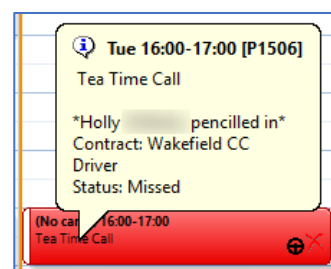 Tue 16:00-17:00 [P1506]
Tea Time Call
*Holly pencilled in*
Contract: Wakefield CC
Driver
Status: Missed
(No car 16:00-17:00
Tea Time Call